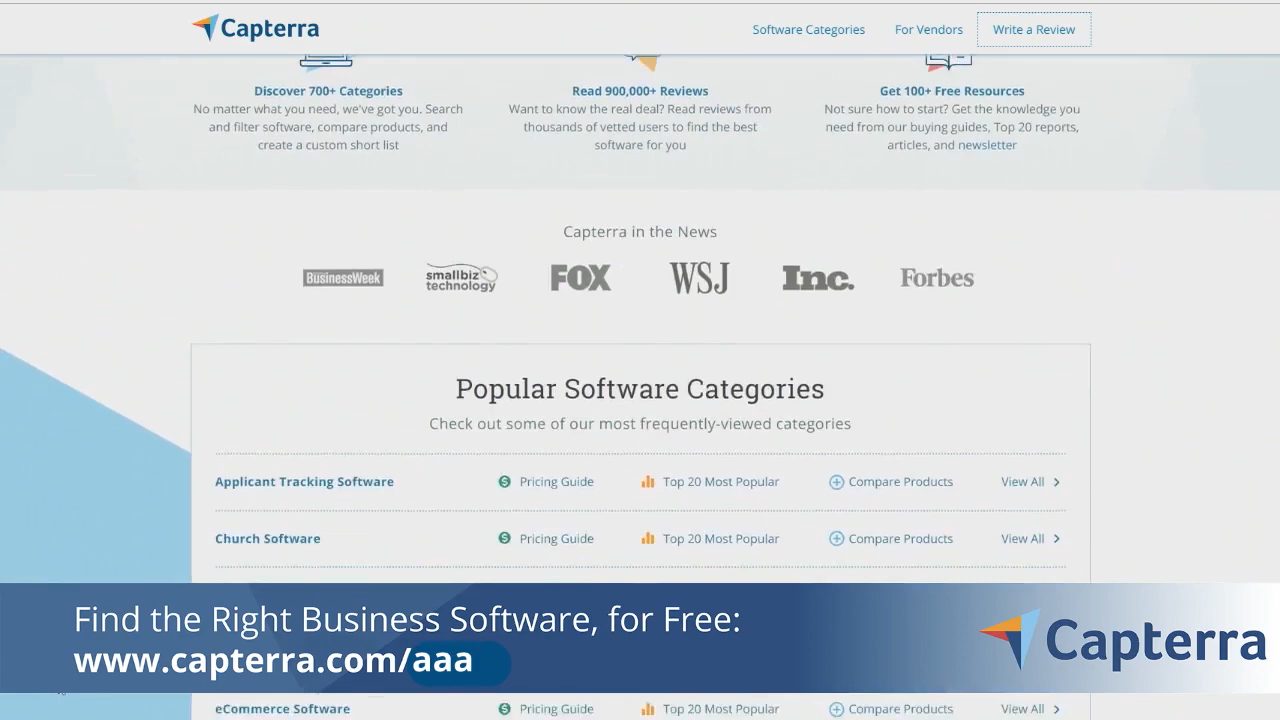 Capterra
Software Categories
For Vendors
Write a Review
Discover 700+ Categories
No matter what you need, we've got you. Search
and filter software, compare products, and
create a custom short list
Read 900,000+ Reviews
Want to know the real deal? Read reviews from
thousands of vetted users to find the best
software for you
Get 100+ Free Resources
Not sure how to start? Get the knowledge you
need from our buying guides, Top 20 reports,
articles, and newsletter
Capterra in the News
BusinessWeek
smallbiz
technology
FOX
WSJ
Inc.
Forbes
Popular Software Categories
Check out some of our most frequently-viewed categories
Applicant Tracking Software Pricing Guide Top 20 Most Popular Compare Products View All
Church Software Pricing Guide Top 20 Most Popular Compare Products View All
Find the Right Business Software, for Free:
www.capterra.com/aaa
Capterra
eCommerce Software Pricing Guide Top 20 Most Popular Compare Products View All